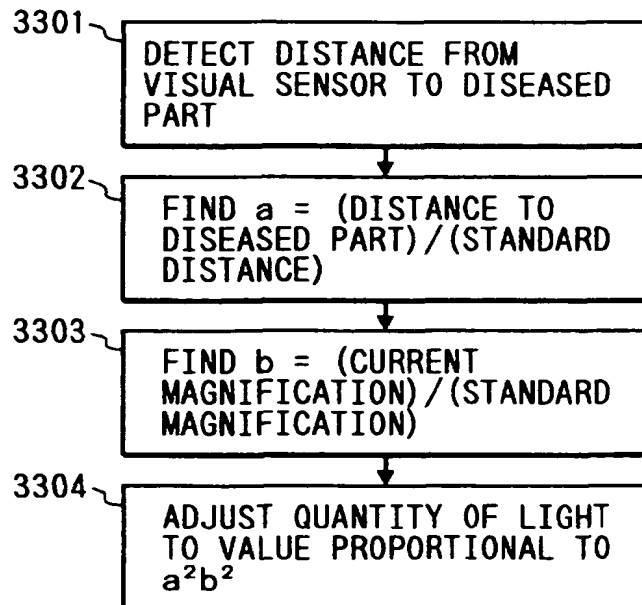 3301
DETECT DISTANCE FROM
VISUAL SENSOR TO DISEASED
PART
3302
FIND a = (DISTANCE TO
DISEASED PART)/(STANDARD
DISTANCE)
3303
FIND b = (CURRENT
MAGNIFICATION)/(STANDARD
MAGNIFICATION)
3304
ADJUST QUANTITY OF LIGHT
TO VALUE PROPORTIONAL TO
a²b²